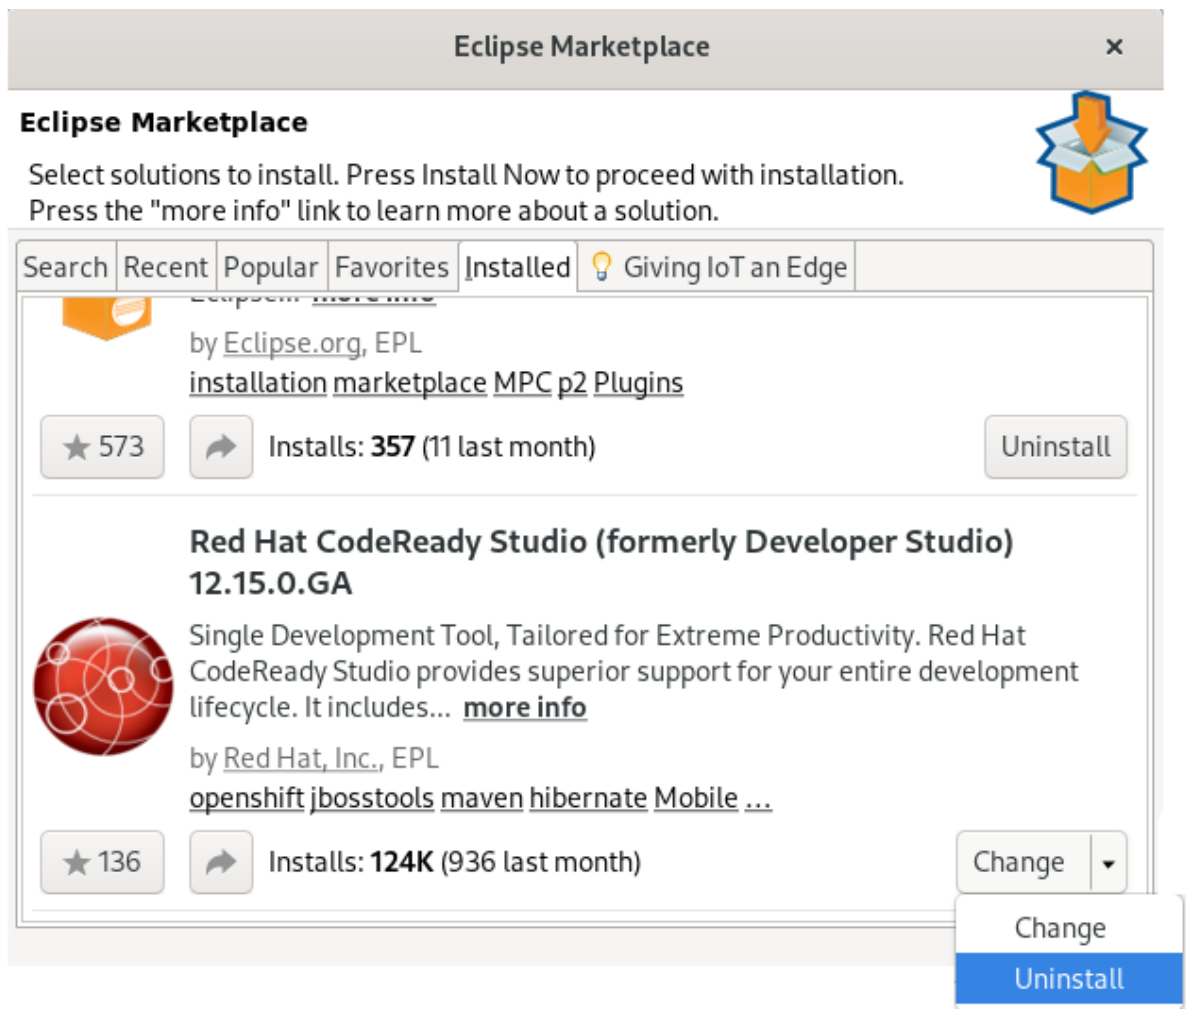 Eclipse Marketplace
Eclipse Marketplace
Select solutions to install. Press Install Now to proceed with installation.
Press the "more info" link to learn more about a solution.
Search Recent Popular Favorites Installed Giving IoT an Edge
Eclipse... more info
by Eclipse.org, EPL
installation marketplace MPC p2 Plugins
573 Installs: 357 (11 last month) Uninstall
Red Hat CodeReady Studio (formerly Developer Studio)
12.15.0.GA
Single Development Tool, Tailored for Extreme Productivity. Red Hat
CodeReady Studio provides superior support for your entire development
lifecycle. It includes... more info
by Red Hat, Inc., EPL
openshift jbosstools maven hibernate Mobile ...
136 Installs: 124K (936 last month) Change
Change
Uninstall